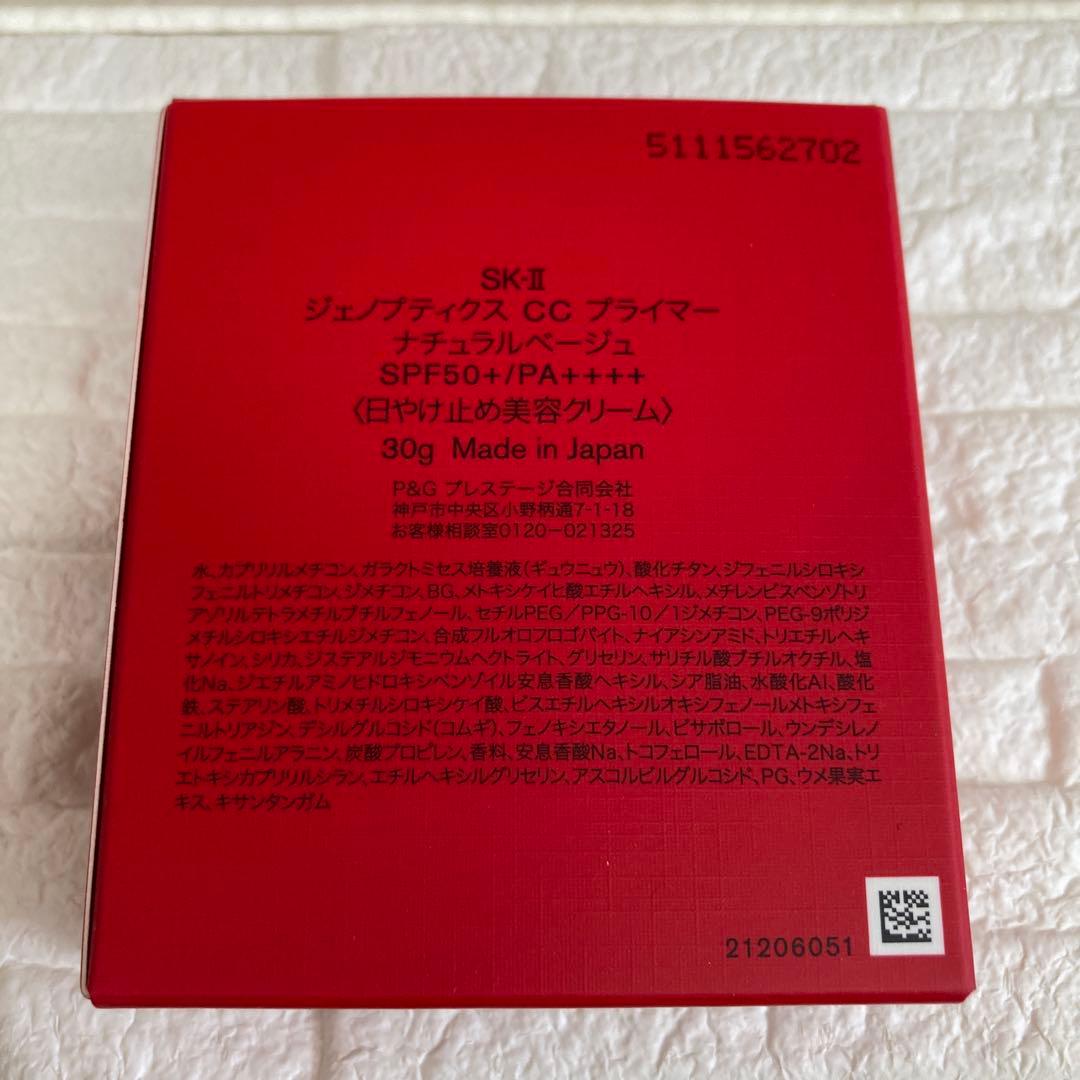 5111562702
SK-II
ジェノプティクス CC プライマー
ナチュラルベージュ
SPF50+/PA++++
〈日やけ止め美容クリーム〉
30g Made in Japan
P&G プレステージ合同会社
神戸市中央区小野柄通7-1-18
お客様相談室0120-021325
水、カプリリルメチコン、ガラクトミセス培養液(ギュウニュウ)、酸化チタン、ジフェニルシロキシ
フェニルトリメチコン、ジメチコン、BG、メトキシケイヒ酸エチルヘキシル、メチレンビスベンゾトリ
アゾリルテトラメチルブチルフェノール、セチルPEG/PPG-10/1ジメチコン、PEG-9ポリジ
メチルシロキシエチルジメチコン、合成フルオロフロゴパイト、ナイアシンアミド、トリエチルヘキ
サノイン、シリカ、ジステアルジモニウムヘクトライト、グリセリン、サリチル酸ブチルオクチル、塩
化Na、ジエチルアミノヒドロキシベンゾイル安息香酸ヘキシル、シア脂油、水酸化Al、酸化
鉄、ステアリン酸、トリメチルシロキシケイ酸、ビスエチルヘキシルオキシフェノールメトキシフェ
ニルトリアジン、デシルグルコシド(コムギ)、フェノキシエタノール、ビサボロール、ウンデシレノ
イルフェニルアラニン、炭酸プロピレン、香料、安息香酸Na、トコフェロール、EDTA-2Na、トリ
エトキシカプリリルシラン、エチルヘキシルグリセリン、アスコルビルグルコシド、PG、ウメ果実エ
キス、キサンタンガム
21206051